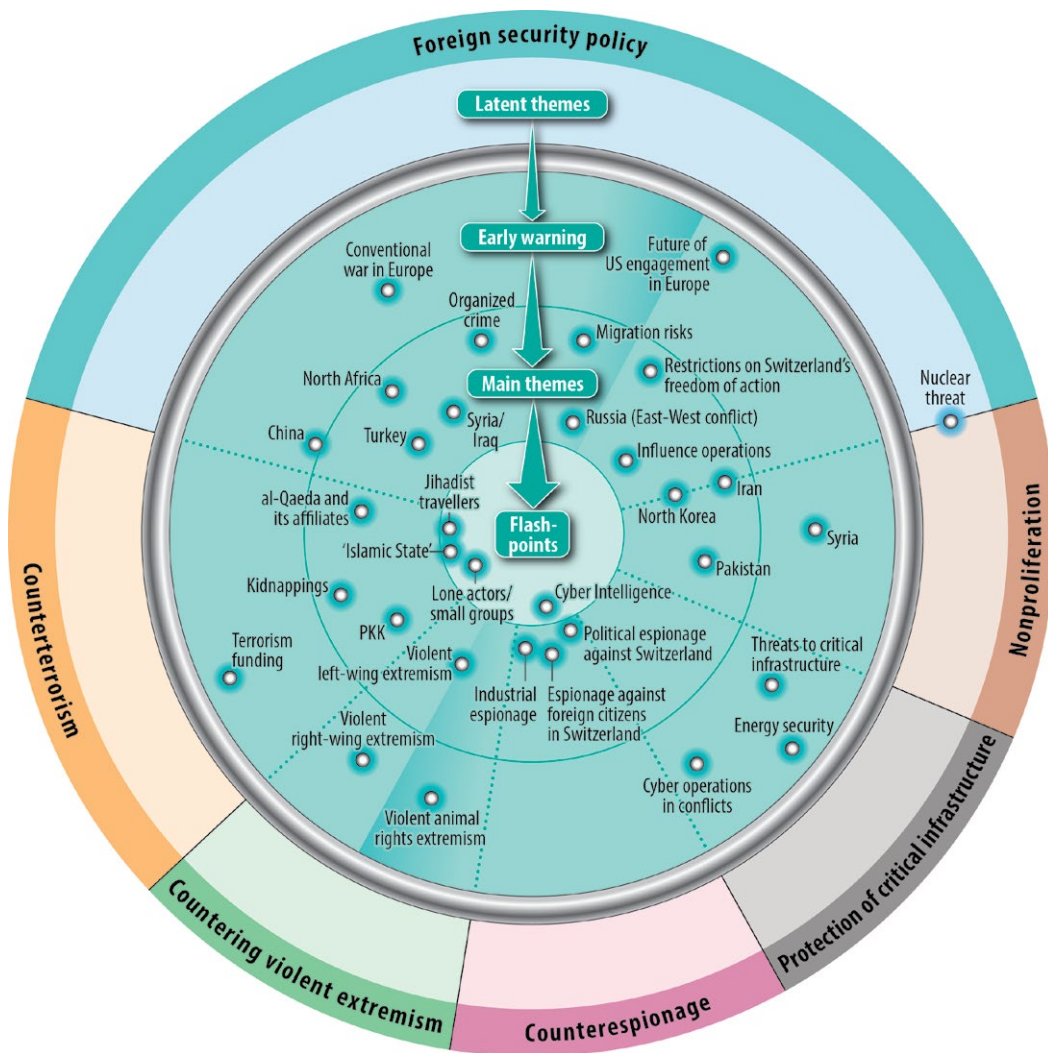 Foreign security policy
Latent themes
Early warning
Conventional
war in Europe
Future of
US engagement
in Europe
Organized
crime
Migration risks
Main themes
Restrictions on Switzerland’s
freedom of action
North Africa
Nuclear
threat
Syria/
Iraq
Russia (East-West conflict)
China
Turkey
Influence operations
Jihadist
travellers
Iran
al-Qaeda and
its affiliates
North Korea
Flash-
points
Syria
‘Islamic State’
Pakistan
Kidnappings
Lone actors/
small groups
Cyber Intelligence
PKK
Political espionage
against Switzerland
Terrorism
funding
Violent
left-wing extremism
Threats to critical
infrastructure
Industrial
espionage
Espionage against
foreign citizens
in Switzerland
Violent
right-wing extremism
Energy security
Cyber operations
in conflicts
Violent animal
rights extremism
Counterterrorism
Nonproliferation
Protection of critical infrastructure
Countering violent extremism
Counterespionage